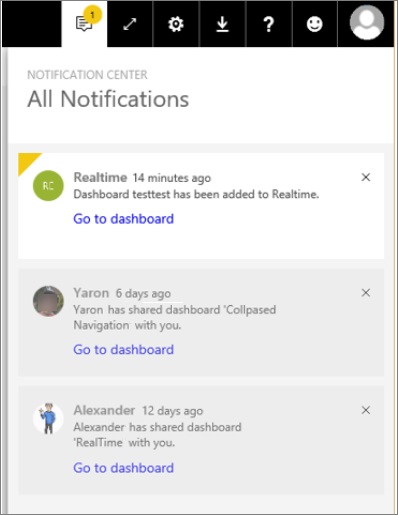 1
?
NOTIFICATION CENTER
All Notifications
RC
Realtime 14 minutes ago
Dashboard testtest has been added to Realtime.
Go to dashboard
Yaron 6 days ago
Yaron has shared dashboard 'Collpased
Navigation with you.
Go to dashboard
Alexander 12 days ago
Alexander has shared dashboard
'RealTime with you.
Go to dashboard